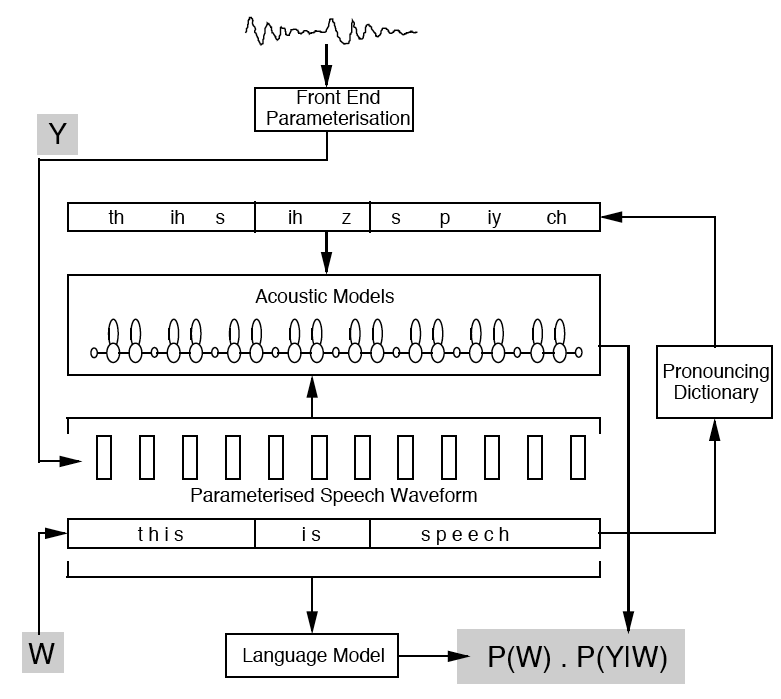 Front End
Parameterisation
Y
th ih s ih z s p iy ch
Acoustic Models
Pronouncing
Dictionary
Parameterised Speech Waveform
this is speech
W
Language Model
P(W) . P(Y|W)